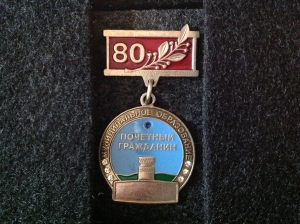 80
МУНИЦИПАЛЬНОЕ ОБРАЗОВАНИЕ
ПОЧЕТНЫЙ
ГРАЖДАНИН